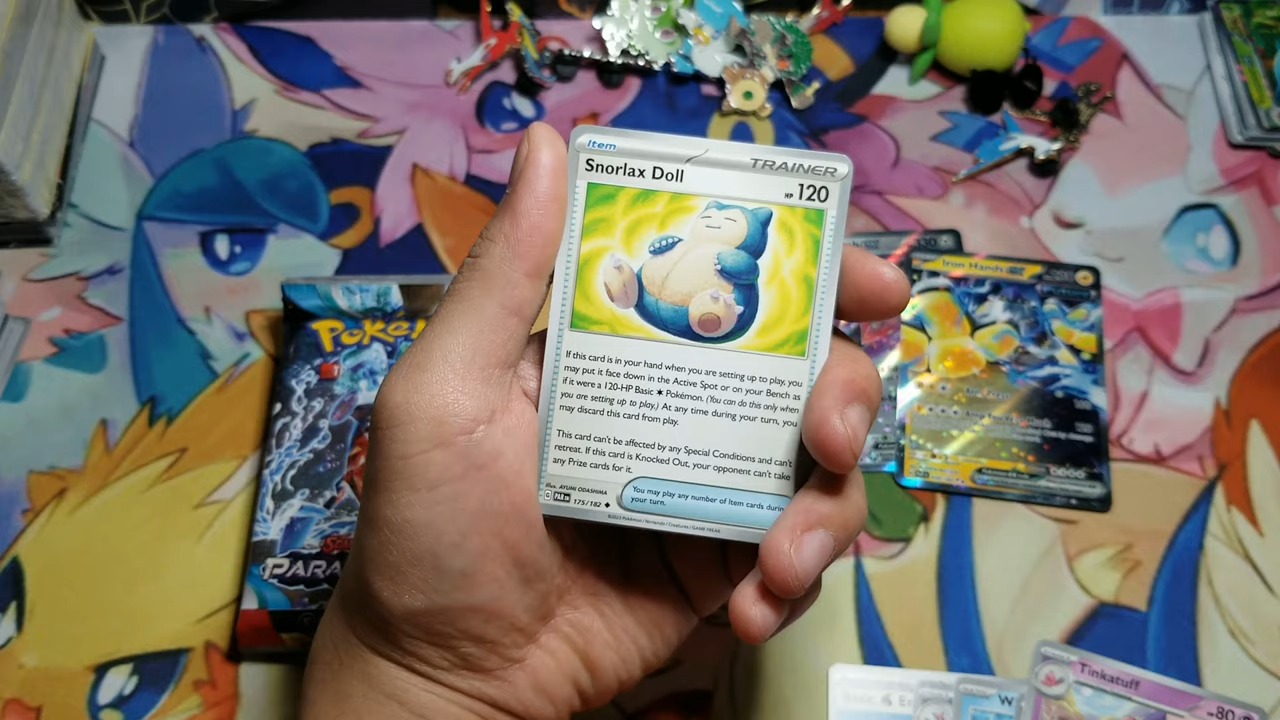 Item
TRAINER
Snorlax Doll
HP 120
If this card is in your hand when you are setting up to play, you
may put it face down in the Active Spot or on your Bench as
if it were a 120-HP Basic Pokémon. (You can do this only when
you are setting up to play.) At any time during your turn, you
may discard this card from play.
This card can't be affected by any Special Conditions and can't
retreat. If this card is Knocked Out, your opponent can't take
any Prize cards for it.
You may play any number of Item cards during
your turn.
Illus. AYUMI ODASHIMA
G PAR EN 175/182
©2023 Pokémon / Nintendo / Creatures / GAME FREAK
Poké
PARA
Iron Hands ex
Tinkatuff
80
W